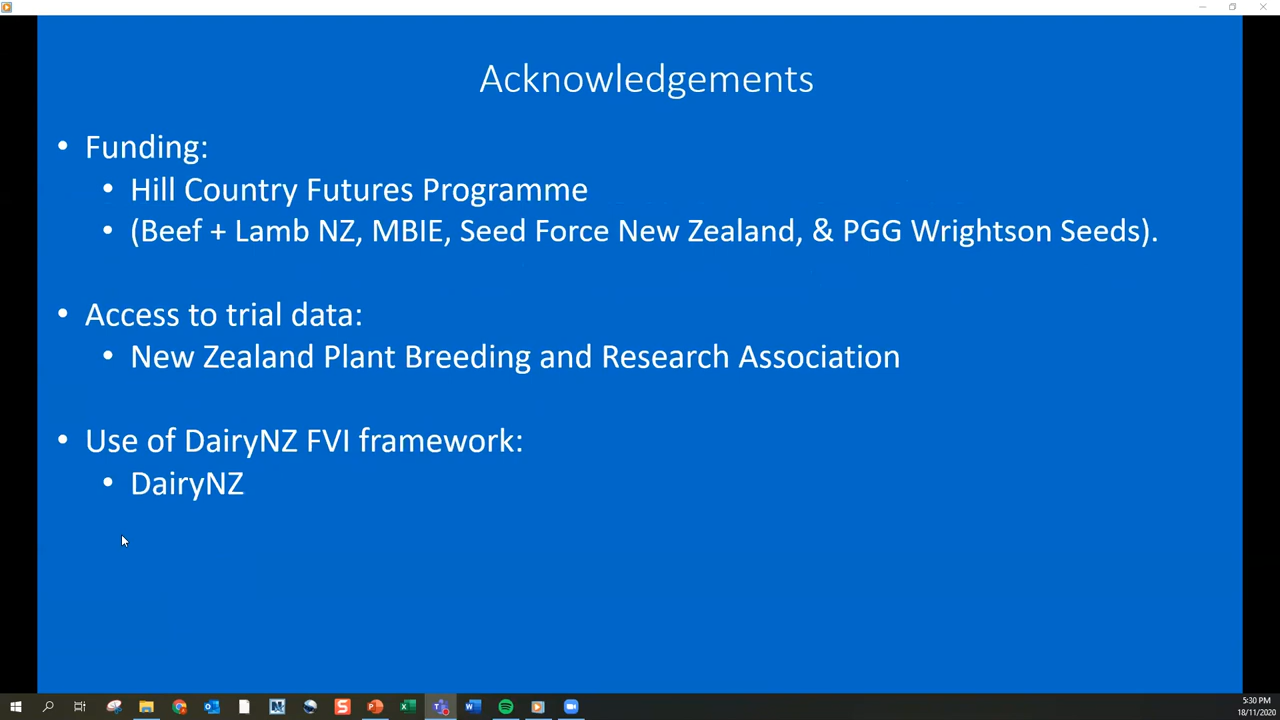 Acknowledgements
• Funding:
• Hill Country Futures Programme
• (Beef + Lamb NZ, MBIE, Seed Force New Zealand, & PGG Wrightson Seeds).
• Access to trial data:
• New Zealand Plant Breeding and Research Association
• Use of DairyNZ FVI framework:
• DairyNZ
5:30 PM
18/11/2020